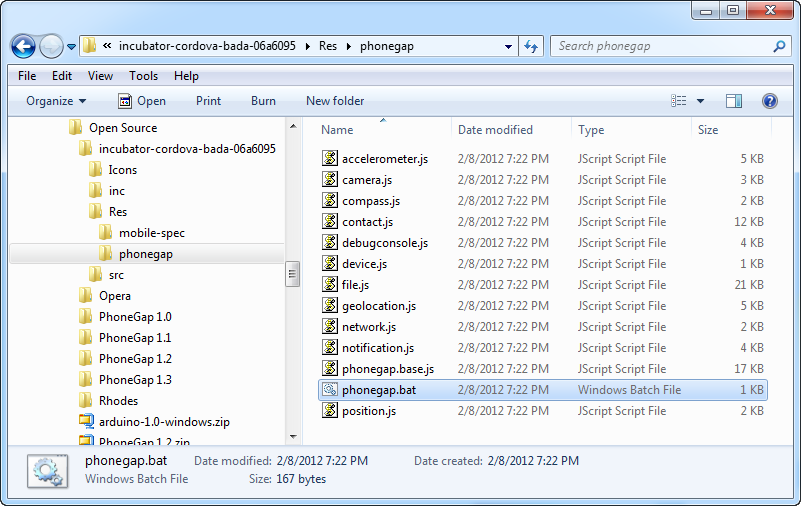 incubator-cordova-bada-06a6095 Res phonegap Search phonegap
File Edit View Tools Help
Organize Open Print Burn New folder
Open Source
incubator-cordova-bada-06a6095
Icons
inc
Res
mobile-spec
phonegap
src
Opera
PhoneGap 1.0
PhoneGap 1.1
PhoneGap 1.2
PhoneGap 1.3
Rhodes
arduino-1.0-windows.zip
PhoneGap 1.2.zip
Name Date modified Type Size
accelerometer.js 2/8/2012 7:22 PM JScript Script File 5 KB
camera.js 2/8/2012 7:22 PM JScript Script File 3 KB
compass.js 2/8/2012 7:22 PM JScript Script File 2 KB
contact.js 2/8/2012 7:22 PM JScript Script File 12 KB
debugconsole.js 2/8/2012 7:22 PM JScript Script File 4 KB
device.js 2/8/2012 7:22 PM JScript Script File 1 KB
file.js 2/8/2012 7:22 PM JScript Script File 21 KB
geolocation.js 2/8/2012 7:22 PM JScript Script File 5 KB
network.js 2/8/2012 7:22 PM JScript Script File 2 KB
notification.js 2/8/2012 7:22 PM JScript Script File 4 KB
phonegap.base.js 2/8/2012 7:22 PM JScript Script File 17 KB
phonegap.bat 2/8/2012 7:22 PM Windows Batch File 1 KB
position.js 2/8/2012 7:22 PM JScript Script File 2 KB
phonegap.bat Date modified: 2/8/2012 7:22 PM Date created: 2/8/2012 7:22 PM
Windows Batch File Size: 167 bytes